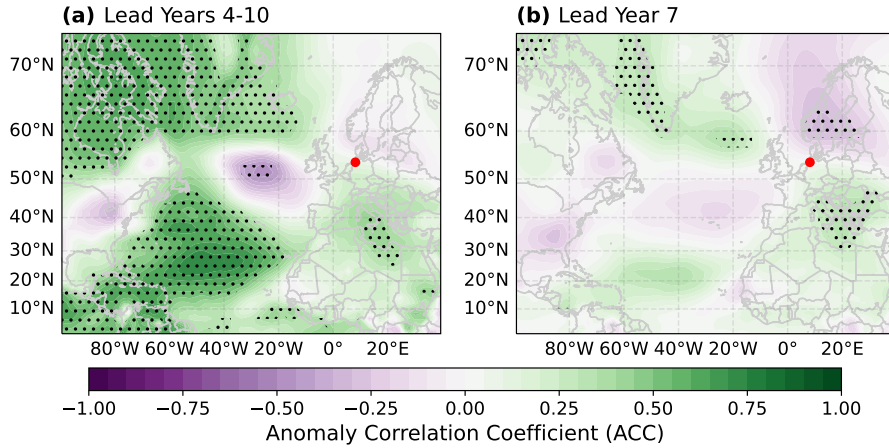 (a) Lead Years 4-10
(b) Lead Year 7
70°N
60°N
50°N
40°N
30°N
20°N
10°N
80°W 60°W 40°W 20°W 0° 20°E
70°N
60°N
50°N
40°N
30°N
20°N
10°N
80°W 60°W 40°W 20°W 0° 20°E
−1.00 −0.75 −0.50 −0.25 0.00 0.25 0.50 0.75 1.00
Anomaly Correlation Coefficient (ACC)